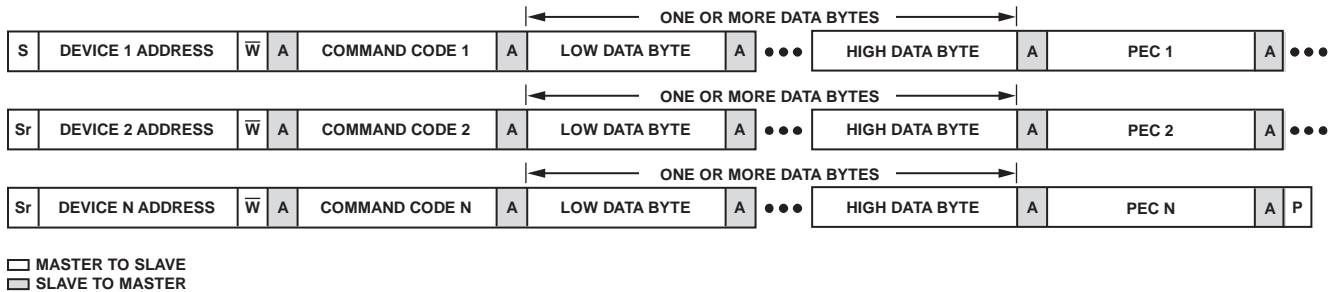 ONE OR MORE DATA BYTES
S DEVICE 1 ADDRESS W̅ A COMMAND CODE 1 A LOW DATA BYTE A ●●● HIGH DATA BYTE A PEC 1 A ●●●
ONE OR MORE DATA BYTES
Sr DEVICE 2 ADDRESS W̅ A COMMAND CODE 2 A LOW DATA BYTE A ●●● HIGH DATA BYTE A PEC 2 A ●●●
ONE OR MORE DATA BYTES
Sr DEVICE N ADDRESS W̅ A COMMAND CODE N A LOW DATA BYTE A ●●● HIGH DATA BYTE A PEC N A P
MASTER TO SLAVE
SLAVE TO MASTER